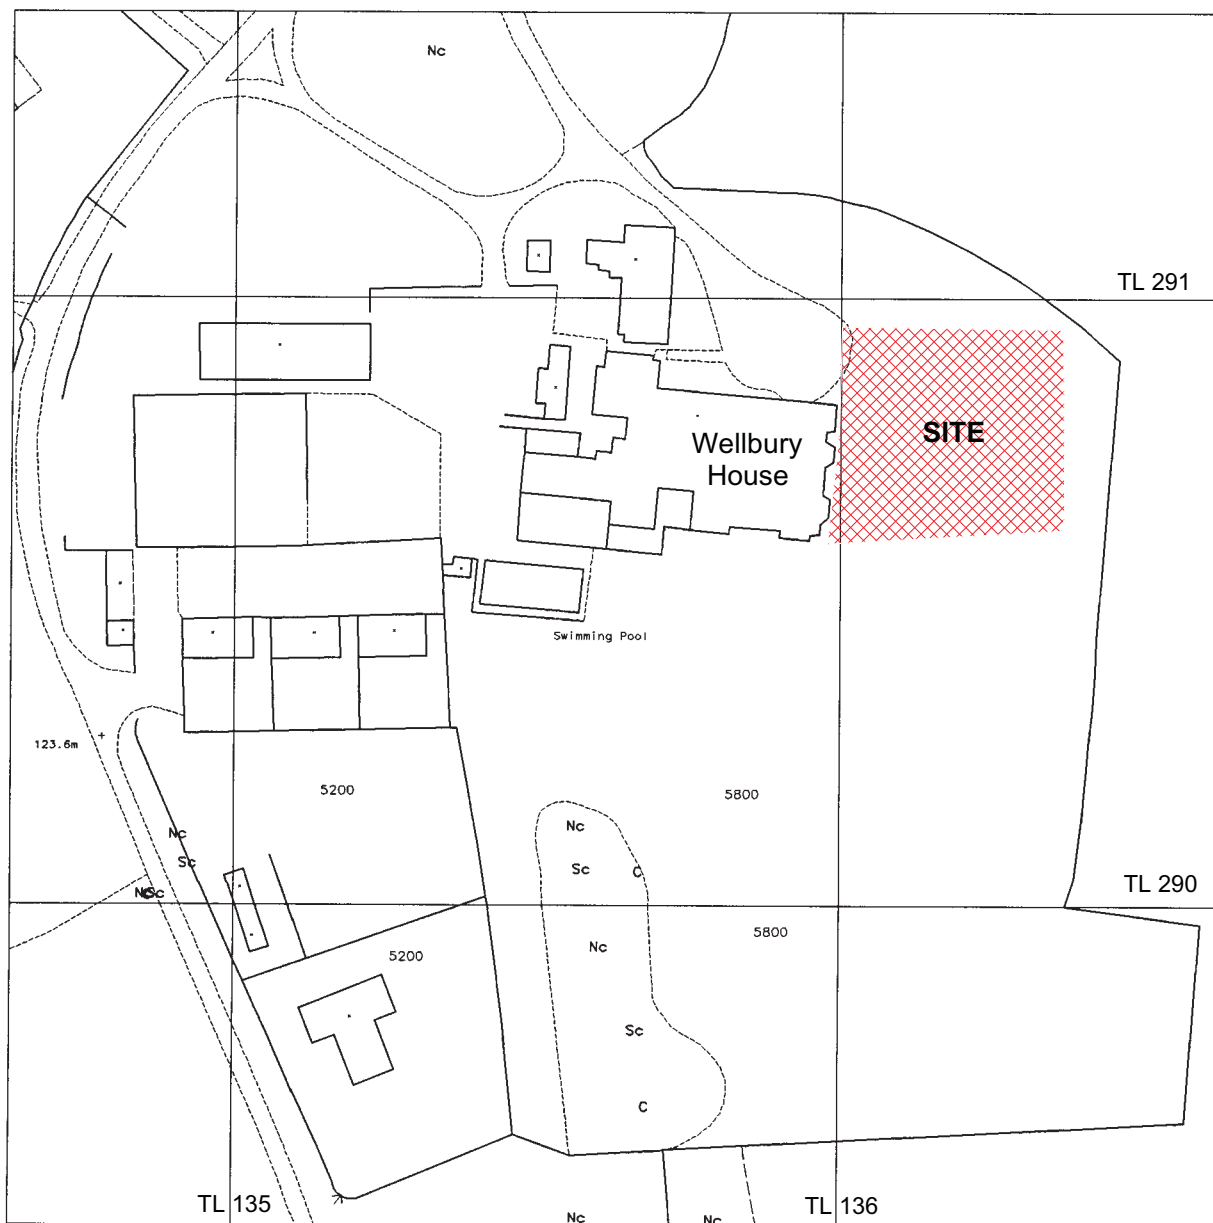 Nc
TL 291
SITE
Wellbury
House
Swimming Pool
123.6m
5200
5800
Nc
Nc
Sc
Sc
C
TL 290
5800
Nc
5200
Sc
C
TL 135
TL 136
Nc
Nc